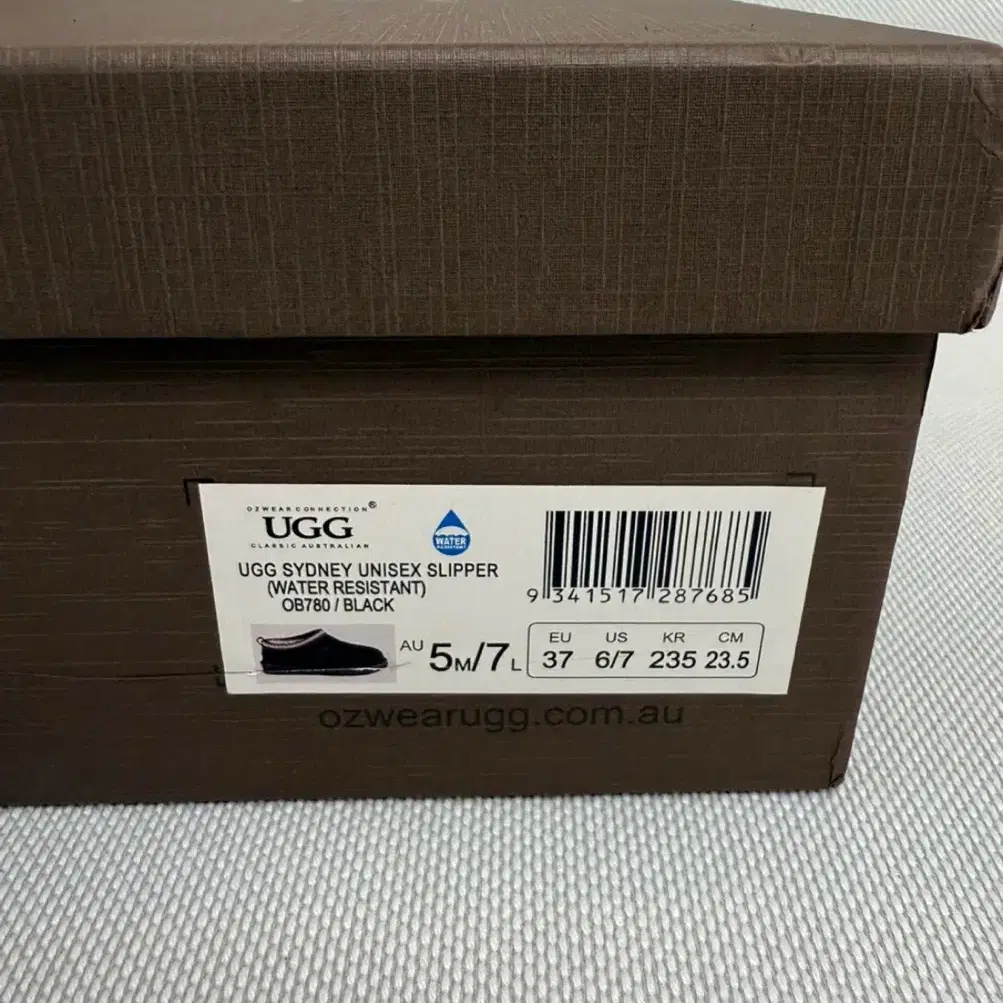 OZWEAR CONNECTION®
UGG
CLASSIC AUSTRALIAN
WATER
RESISTANT
UGG SYDNEY UNISEX SLIPPER
(WATER RESISTANT)
OB780 / BLACK
9 341517 287685
AU 5M/7L
EU US KR CM
37 6/7 235 23.5
ozwearugg.com.au